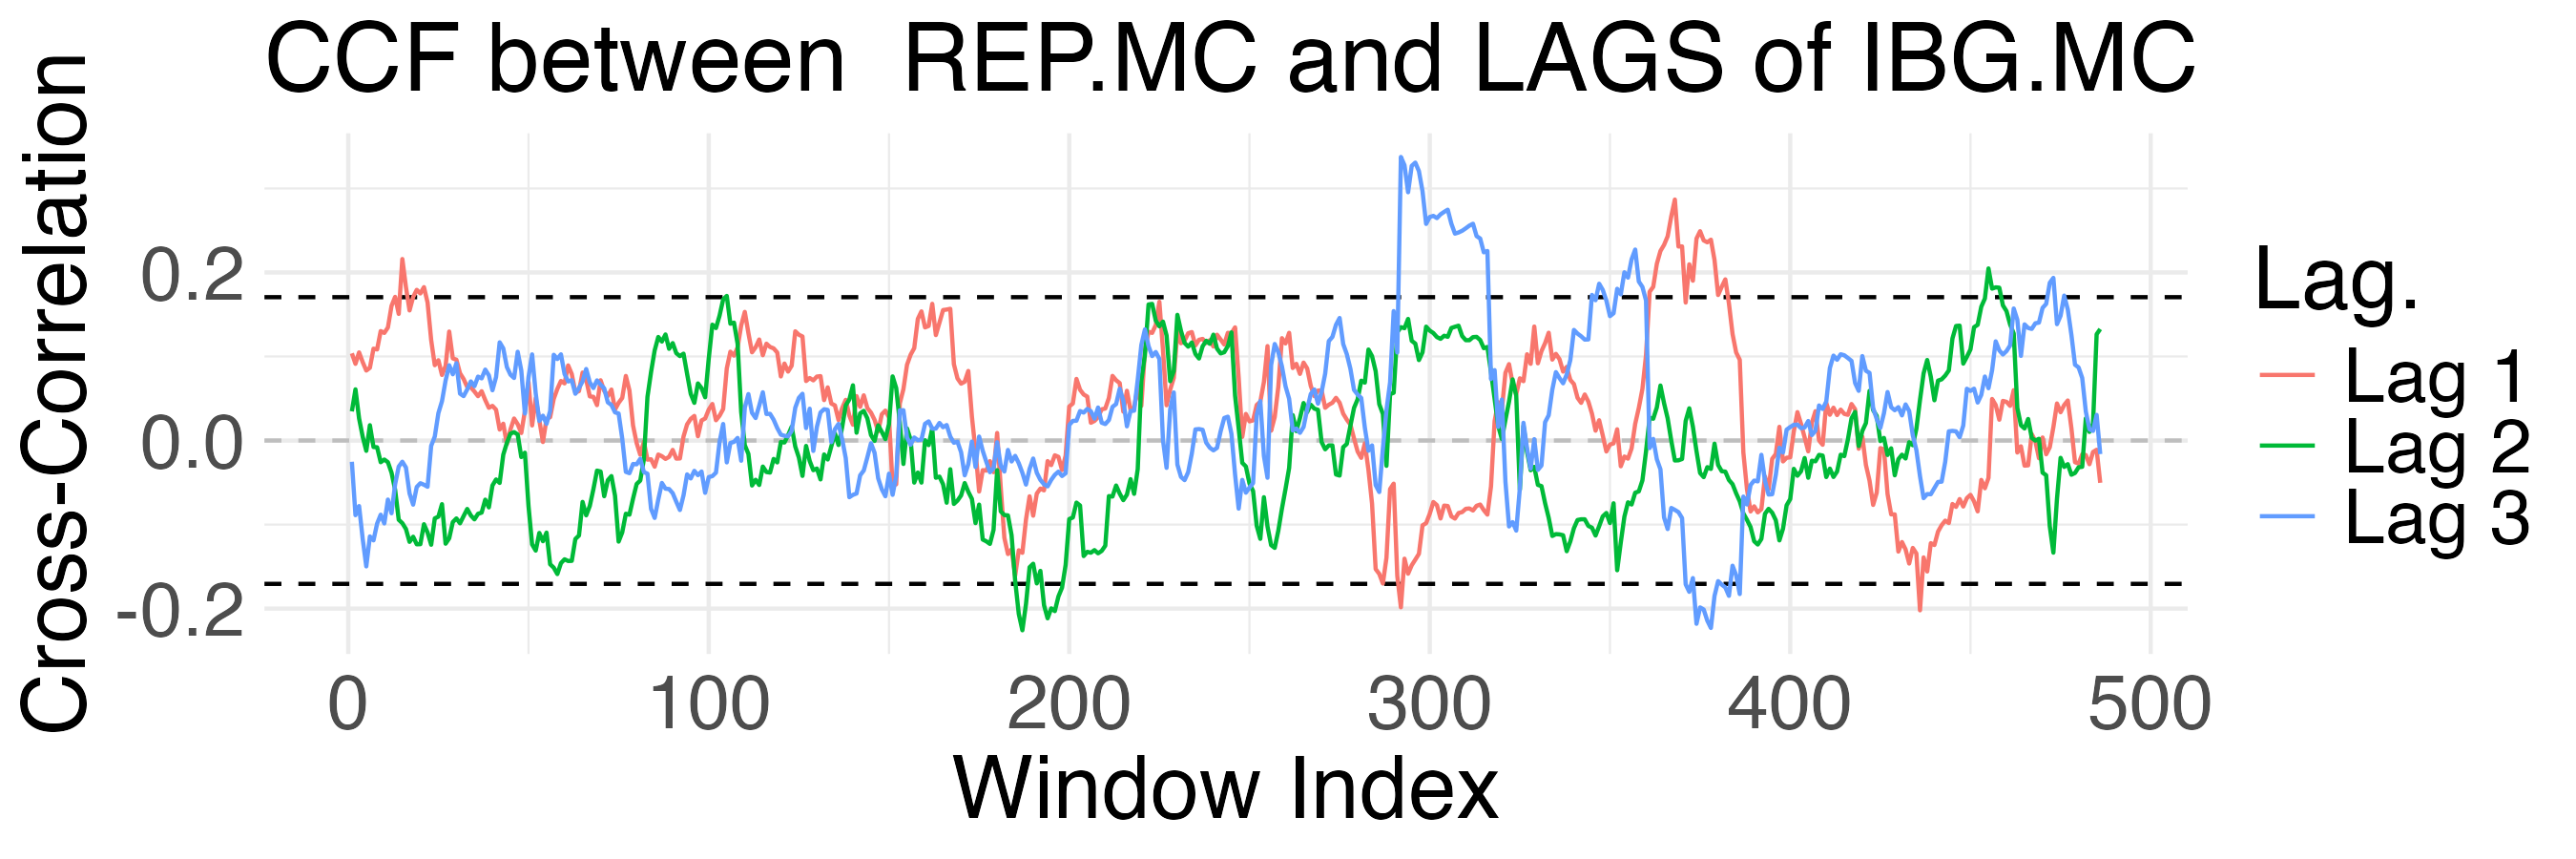 CCF between  REP.MC and LAGS of IBG.MC
Cross-Correlation
0.2
0.0
-0.2
0 100 200 300 400 500
Window Index
Lag.
Lag 1
Lag 2
Lag 3